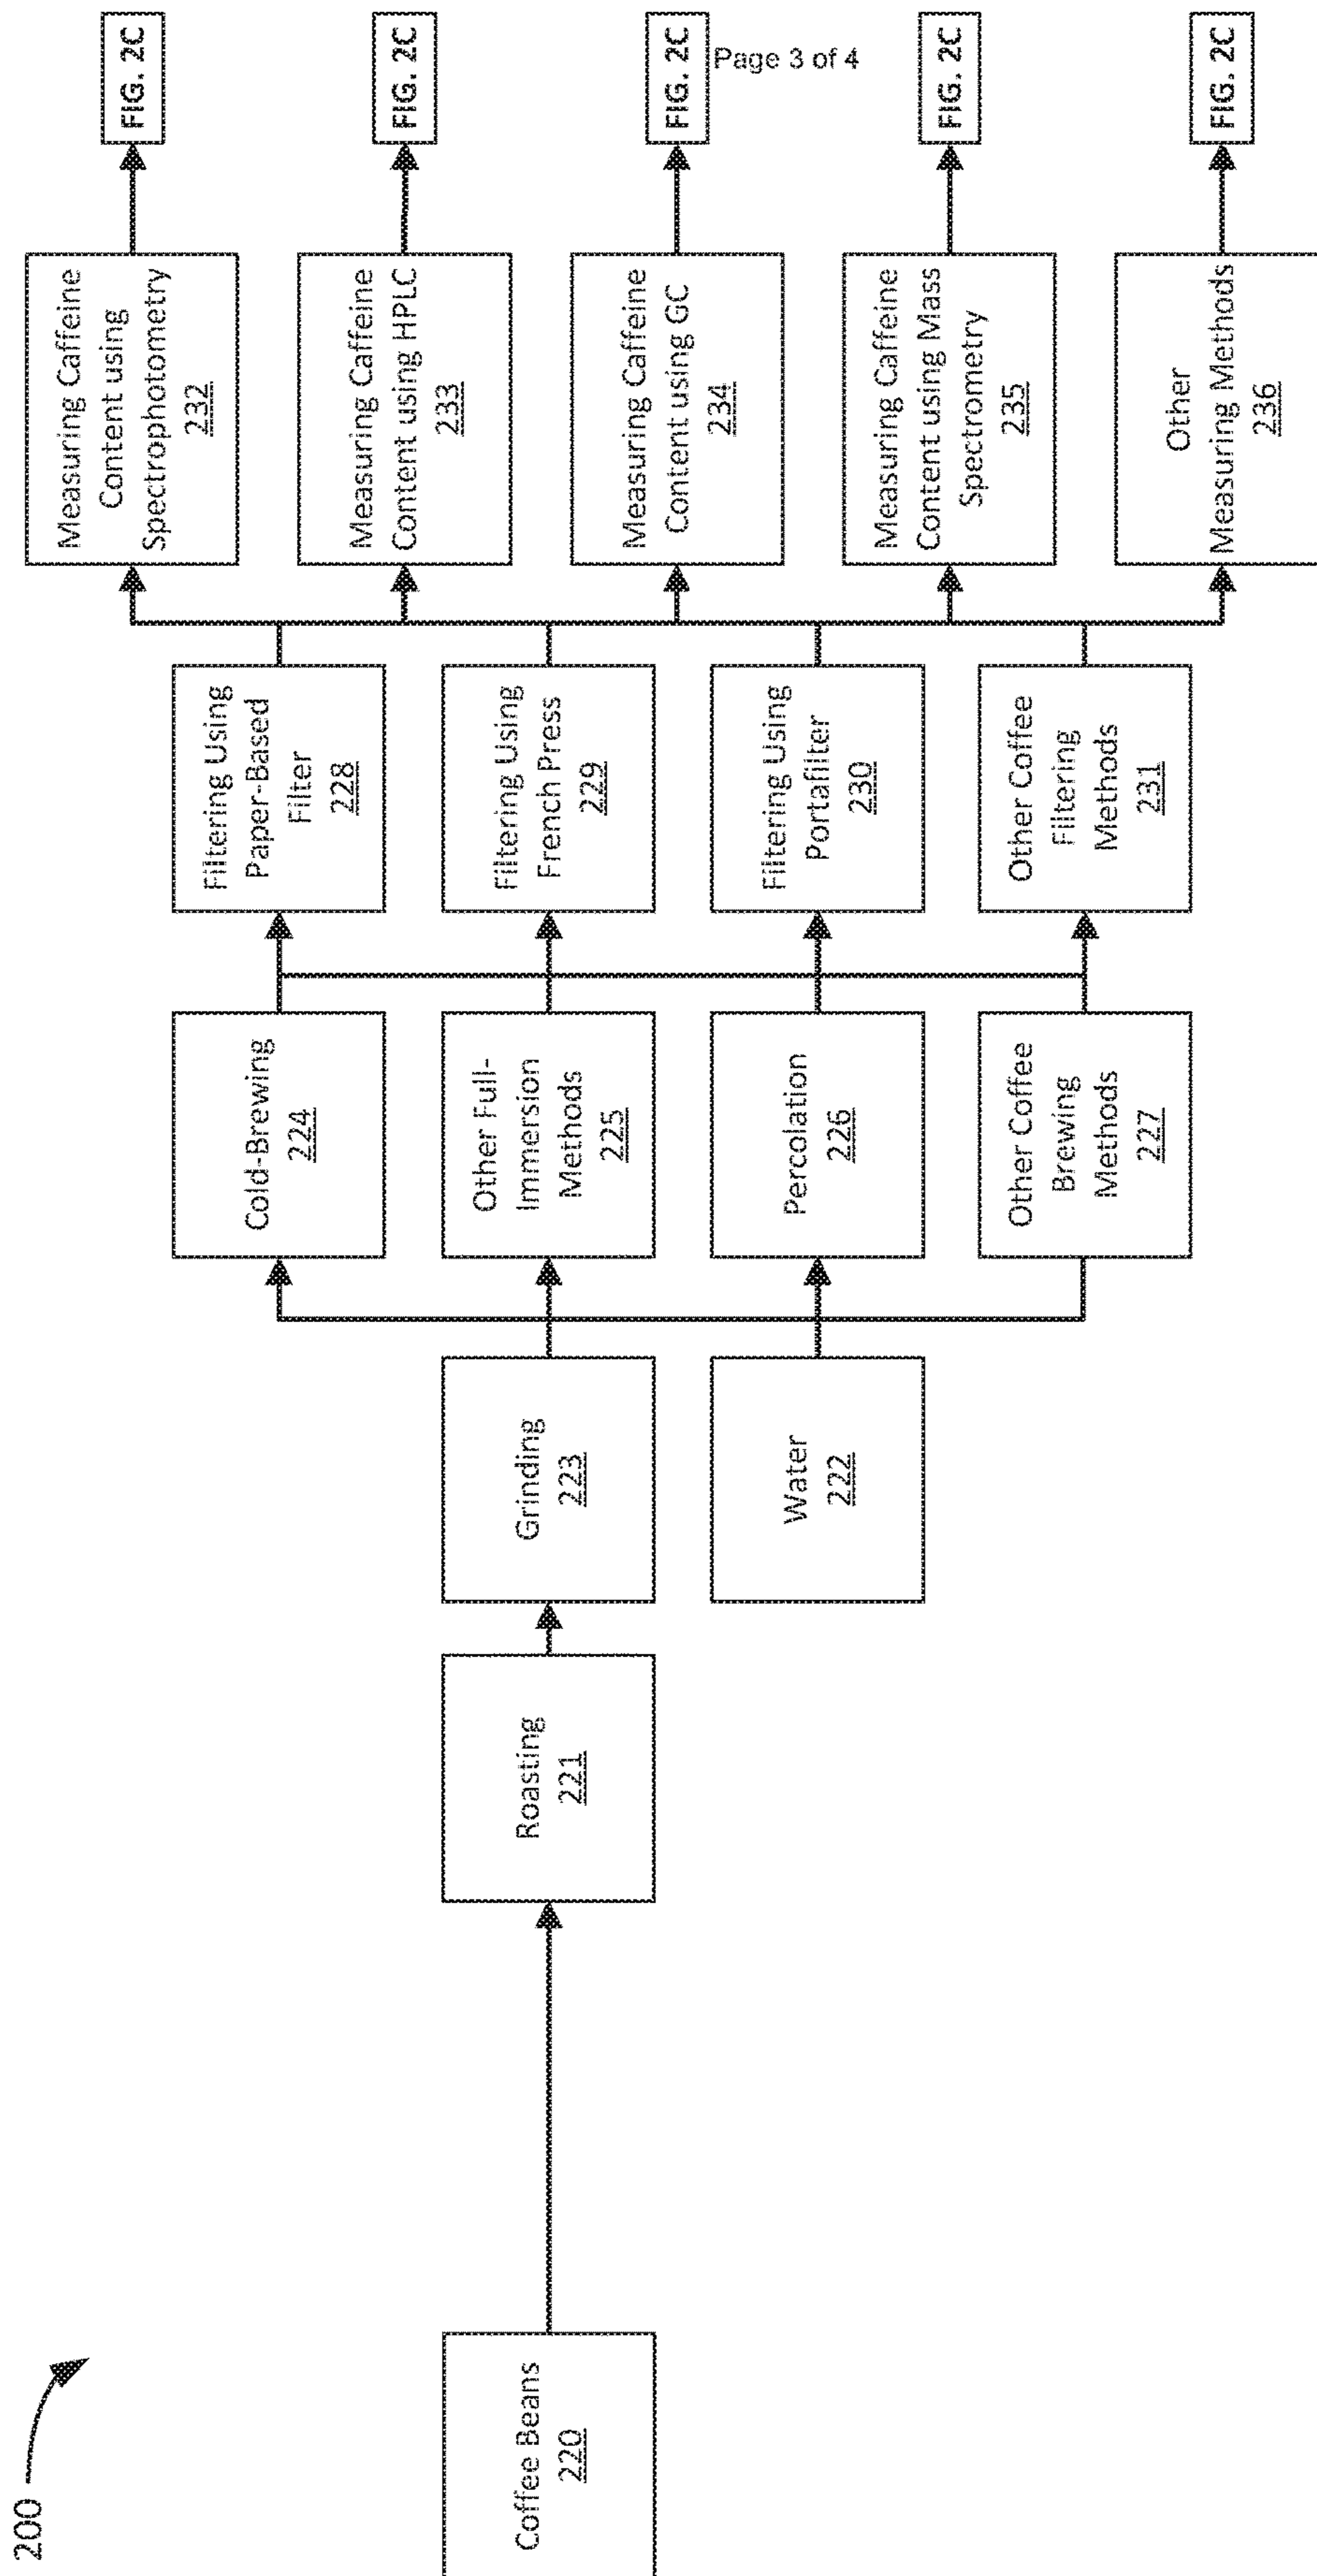 Page 3 of 4
200
Coffee Beans
220
Roasting
221
Grinding
223
Water
222
Cold-Brewing
224
Other Full-
Immersion
Methods
225
Percolation
226
Other Coffee
Brewing
Methods
227
Filtering Using
Paper-Based
Filter
228
Filtering Using
French Press
229
Filtering Using
Portafilter
230
Other Coffee
Filtering
Methods
231
Measuring Caffeine
Content using
Spectrophotometry
232
Measuring Caffeine
Content using HPLC
233
Measuring Caffeine
Content using GC
234
Measuring Caffeine
Content using Mass
Spectrometry
235
Other
Measuring Methods
236
FIG. 2C
FIG. 2C
FIG. 2C
FIG. 2C
FIG. 2C